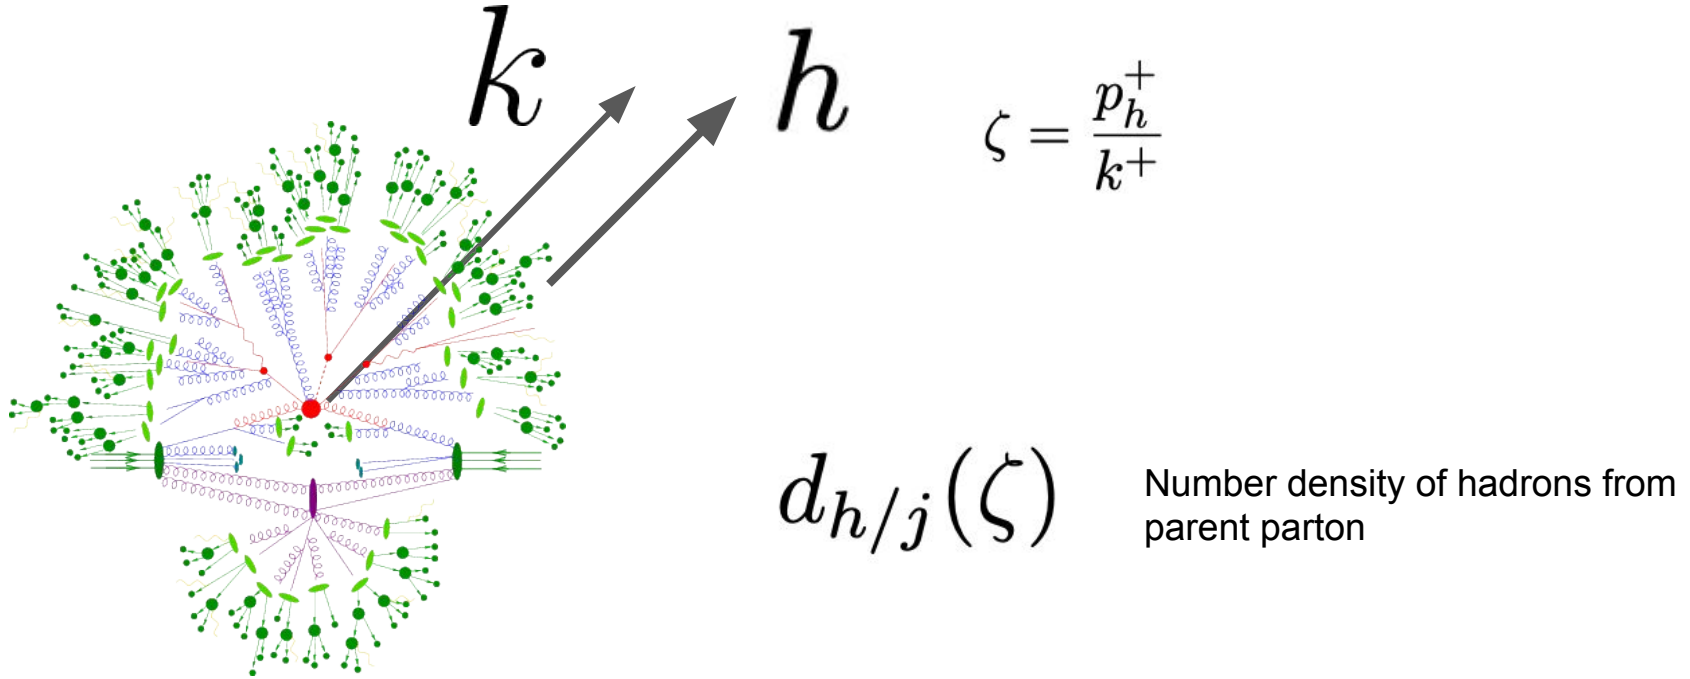 k
h
ζ = p_h^+ / k^+
d_{h/j}(ζ)
Number density of hadrons from
parent parton